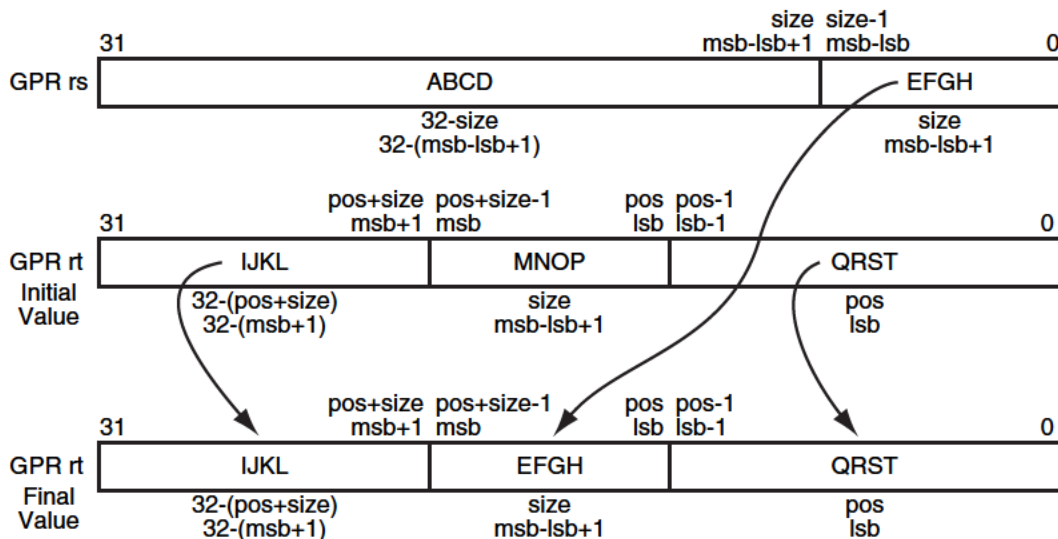 size size-1
31 msb-lsb+1 msb-lsb 0
GPR rs ABCD EFGH
32-size size
32-(msb-lsb+1) msb-lsb+1
pos+size pos+size-1 pos pos-1
31 msb+1 msb lsb lsb-1 0
GPR rt IJKL MNOP QRST
Initial 32-(pos+size) size pos
Value 32-(msb+1) msb-lsb+1 lsb
pos+size pos+size-1 pos pos-1
31 msb+1 msb lsb lsb-1 0
GPR rt IJKL EFGH QRST
Final 32-(pos+size) size pos
Value 32-(msb+1) msb-lsb+1 lsb